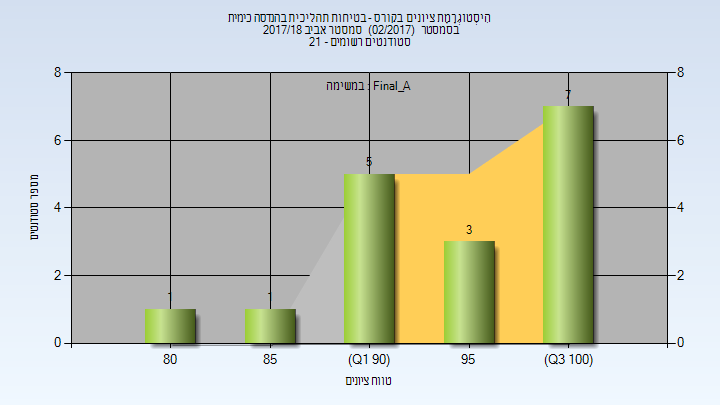 הִיסְטוֹגְרַמַת ציונים בקורס - בטיחות תהליכית בהנדסה כימית
בסמסטר (02/2017) סמסטר אביב 2017/18
סטודנטים רשומים - 21
במשימה : Final_A
8 8
7
6 6
5
4 4
3
2 2
1 1
0 0
80 85 (Q1 90) 95 (Q3 100)
מספר סטודנטים
טווח ציונים